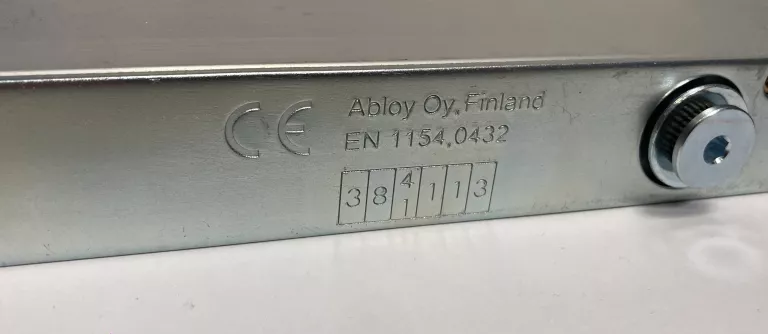 CE Abloy Oy, Finland
EN 1154, 0432
3 8 4/1 1 1 3